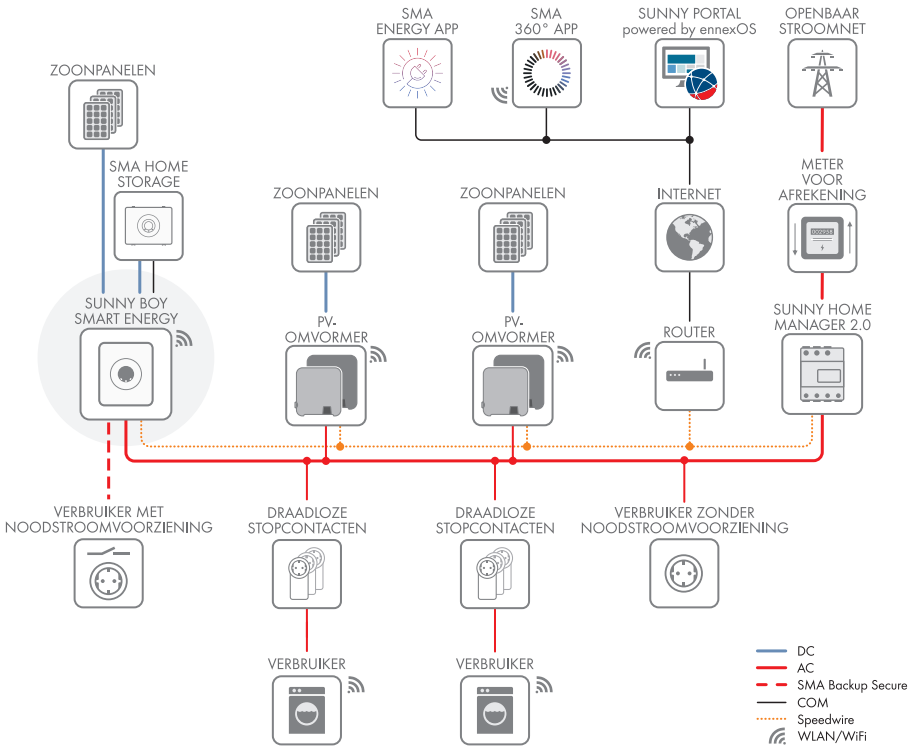 SMA
ENERGY APP
SMA
360° APP
SUNNY PORTAL
powered by ennexOS
OPENBAAR
STROOMNET
ZOONPANELEN
SMA HOME
STORAGE
METER
VOOR
AFREKENING
ZOONPANELEN
ZOONPANELEN
INTERNET
002958
SUNNY BOY
SMART ENERGY
PV-
OMVORMER
PV-
OMVORMER
ROUTER
SUNNY HOME
MANAGER 2.0
VERBRUIKER MET
NOODSTROOMVOORZIENING
DRAADLOZE
STOPCONTACTEN
DRAADLOZE
STOPCONTACTEN
VERBRUIKER ZONDER
NOODSTROOMVOORZIENING
VERBRUIKER
VERBRUIKER
DC
AC
SMA Backup Secure
COM
Speedwire
WLAN/WiFi